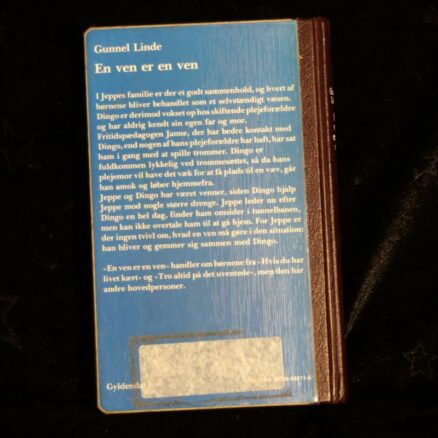 Gunnel Linde
En ven er en ven
I Jeppes familie er der et godt sammenhold, og hvert af
børnene bliver behandlet som et selvstændigt væsen.
Dingo er derimod vokset op hos skiftende plejeforældre
og har aldrig kendt sin egen far og mor.
Fritidspædagogen Janne, der har bedre kontakt med
Dingo, end nogen af hans plejeforældre har haft, har sat
ham i gang med at spille trommer. Dingo er
fuldkommen lykkelig ved trommesættet, så da hans
plejemor vil have det væk for at få plads til en væv, går
han amok og løber hjemmefra.
Jeppe og Dingo har været venner, siden Dingo hjalp
Jeppe mod nogle større drenge. Jeppe leder nu efter
Dingo en hel dag, finder ham omsider i tunnelbanen,
men kan ikke overtale ham til at gå hjem. For Jeppe er
der ingen tvivl om, hvad en ven må gøre i den situation:
han bliver og gemmer sig sammen med Dingo.
»En ven er en ven« handler om børnene fra »Hvis du har
livet kært« og »Tro altid på det uventede«, men den har
andre hovedpersoner.
Gyldendal